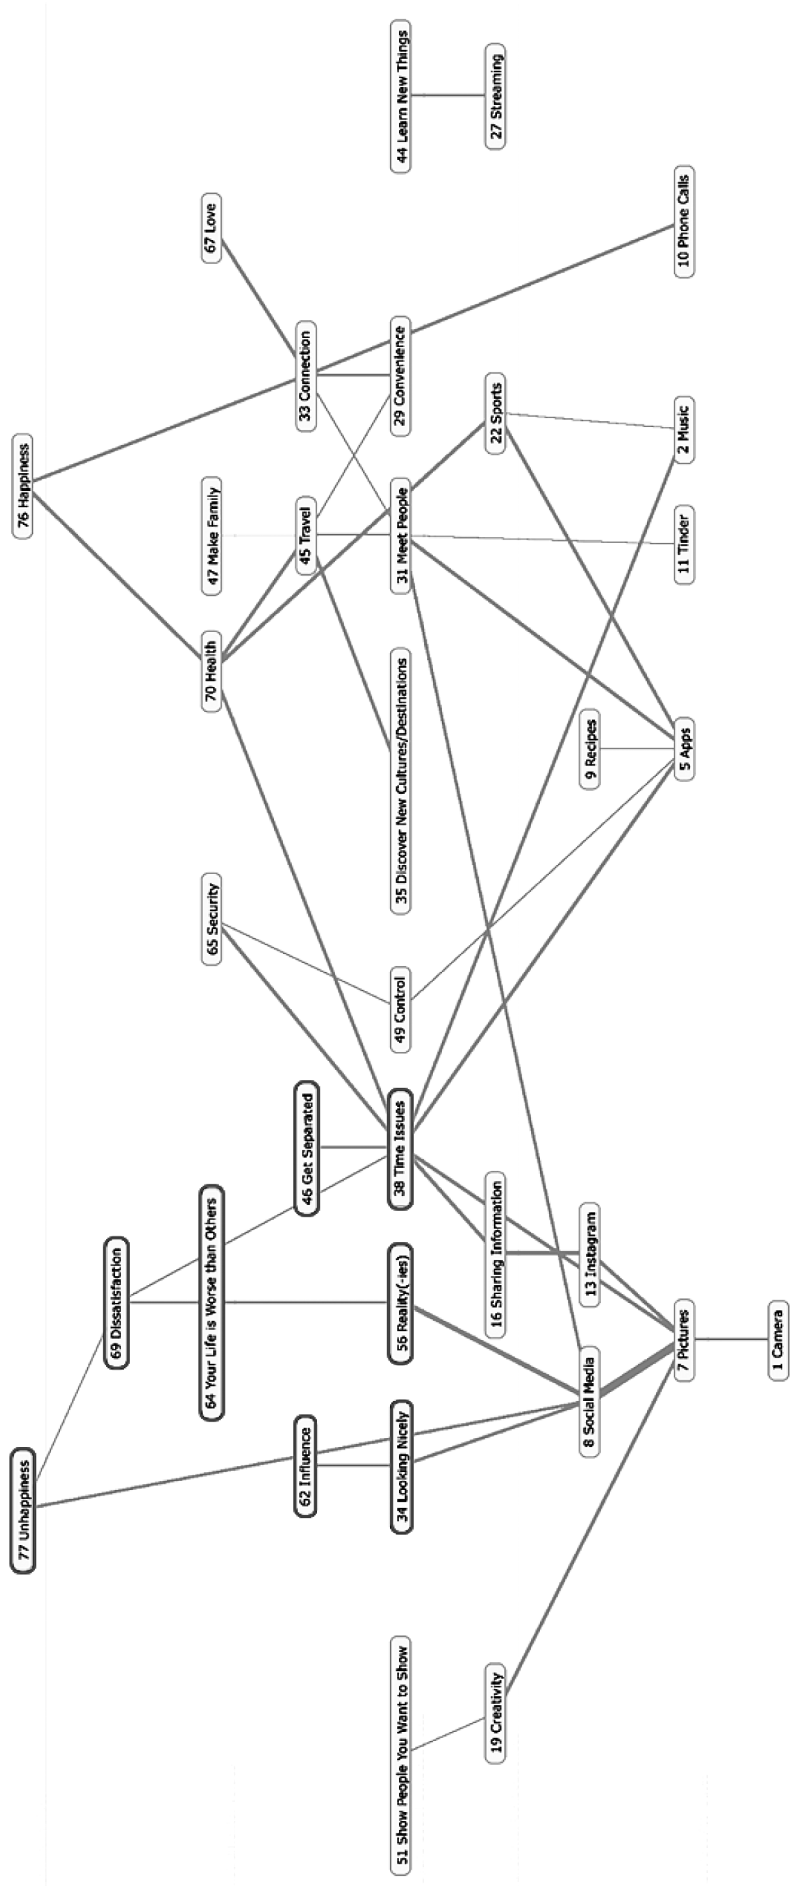 77 Unhappiness
76 Happiness
69 Dissatisfaction
64 Your Life is Worse than Others
65 Security
70 Health
47 Make Family
67 Love
62 Influence
46 Get Separated
45 Travel
33 Connection
51 Show People You Want to Show
34 Looking Nicely
56 Reality(-ies)
38 Time Issues
49 Control
35 Discover New Cultures/Destinations
31 Meet People
29 Convenience
44 Learn New Things
19 Creativity
16 Sharing Information
22 Sports
27 Streaming
8 Social Media
13 Instagram
9 Recipes
7 Pictures
5 Apps
11 Tinder
2 Music
10 Phone Calls
1 Camera